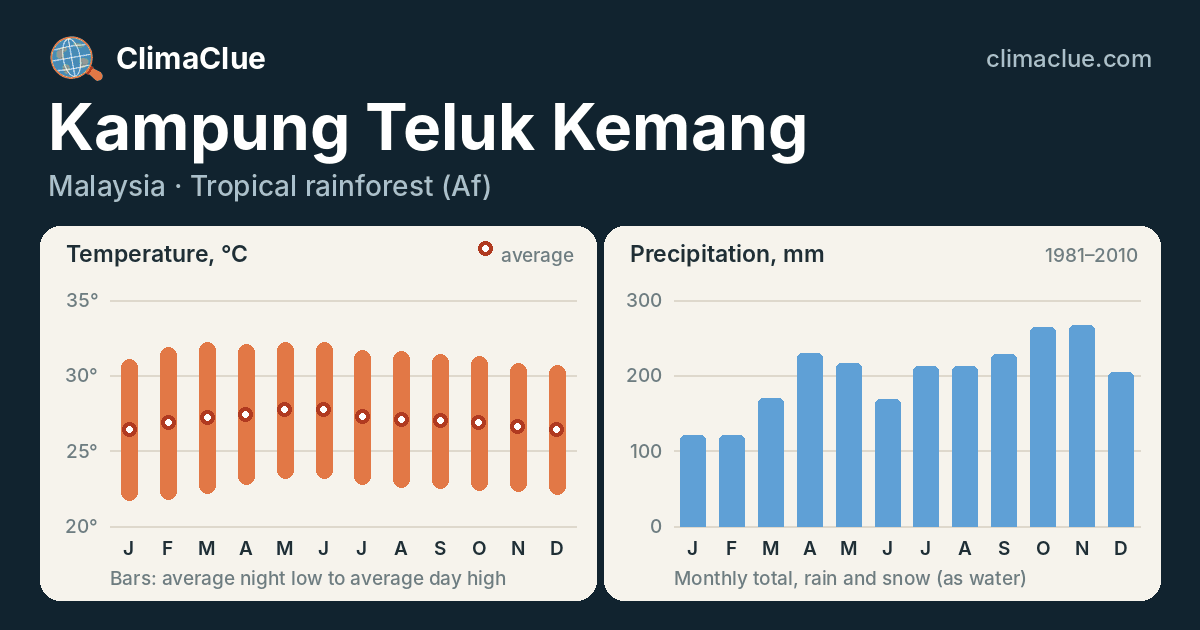 ClimaClue
climaclue.com
Kampung Teluk Kemang
Malaysia · Tropical rainforest (Af)
Temperature, °C
average
35°
30°
25°
20°
J F M A M J J A S O N D
Bars: average night low to average day high
Precipitation, mm
1981–2010
300
200
100
0
J F M A M J J A S O N D
Monthly total, rain and snow (as water)